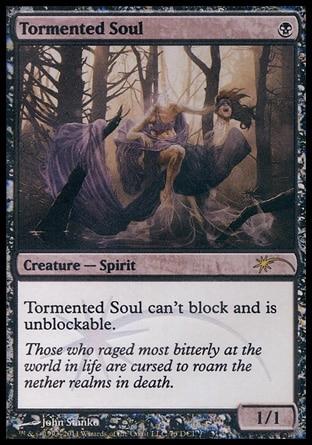 Tormented Soul
Creature — Spirit
Tormented Soul can't block and is
unblockable.
Those who raged most bitterly at the
world in life are cursed to roam the
nether realms in death.
John Stanko
1/1